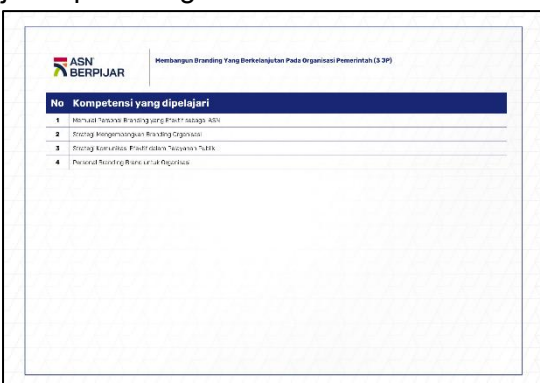 ASN
BERPIJAR
Membangun Branding Yang Berkelanjutan Pada Organisasi Pemerintah (3 JP)
No Kompetensi yang dipelajari
1 Memulai Personal Branding yang Efektif sebagai ASN
2 Strategi Mengembangkan Branding Organisasi
3 Strategi Komunikasi Efektif dalam Pelayanan Publik
4 Personal Branding untuk Organisasi